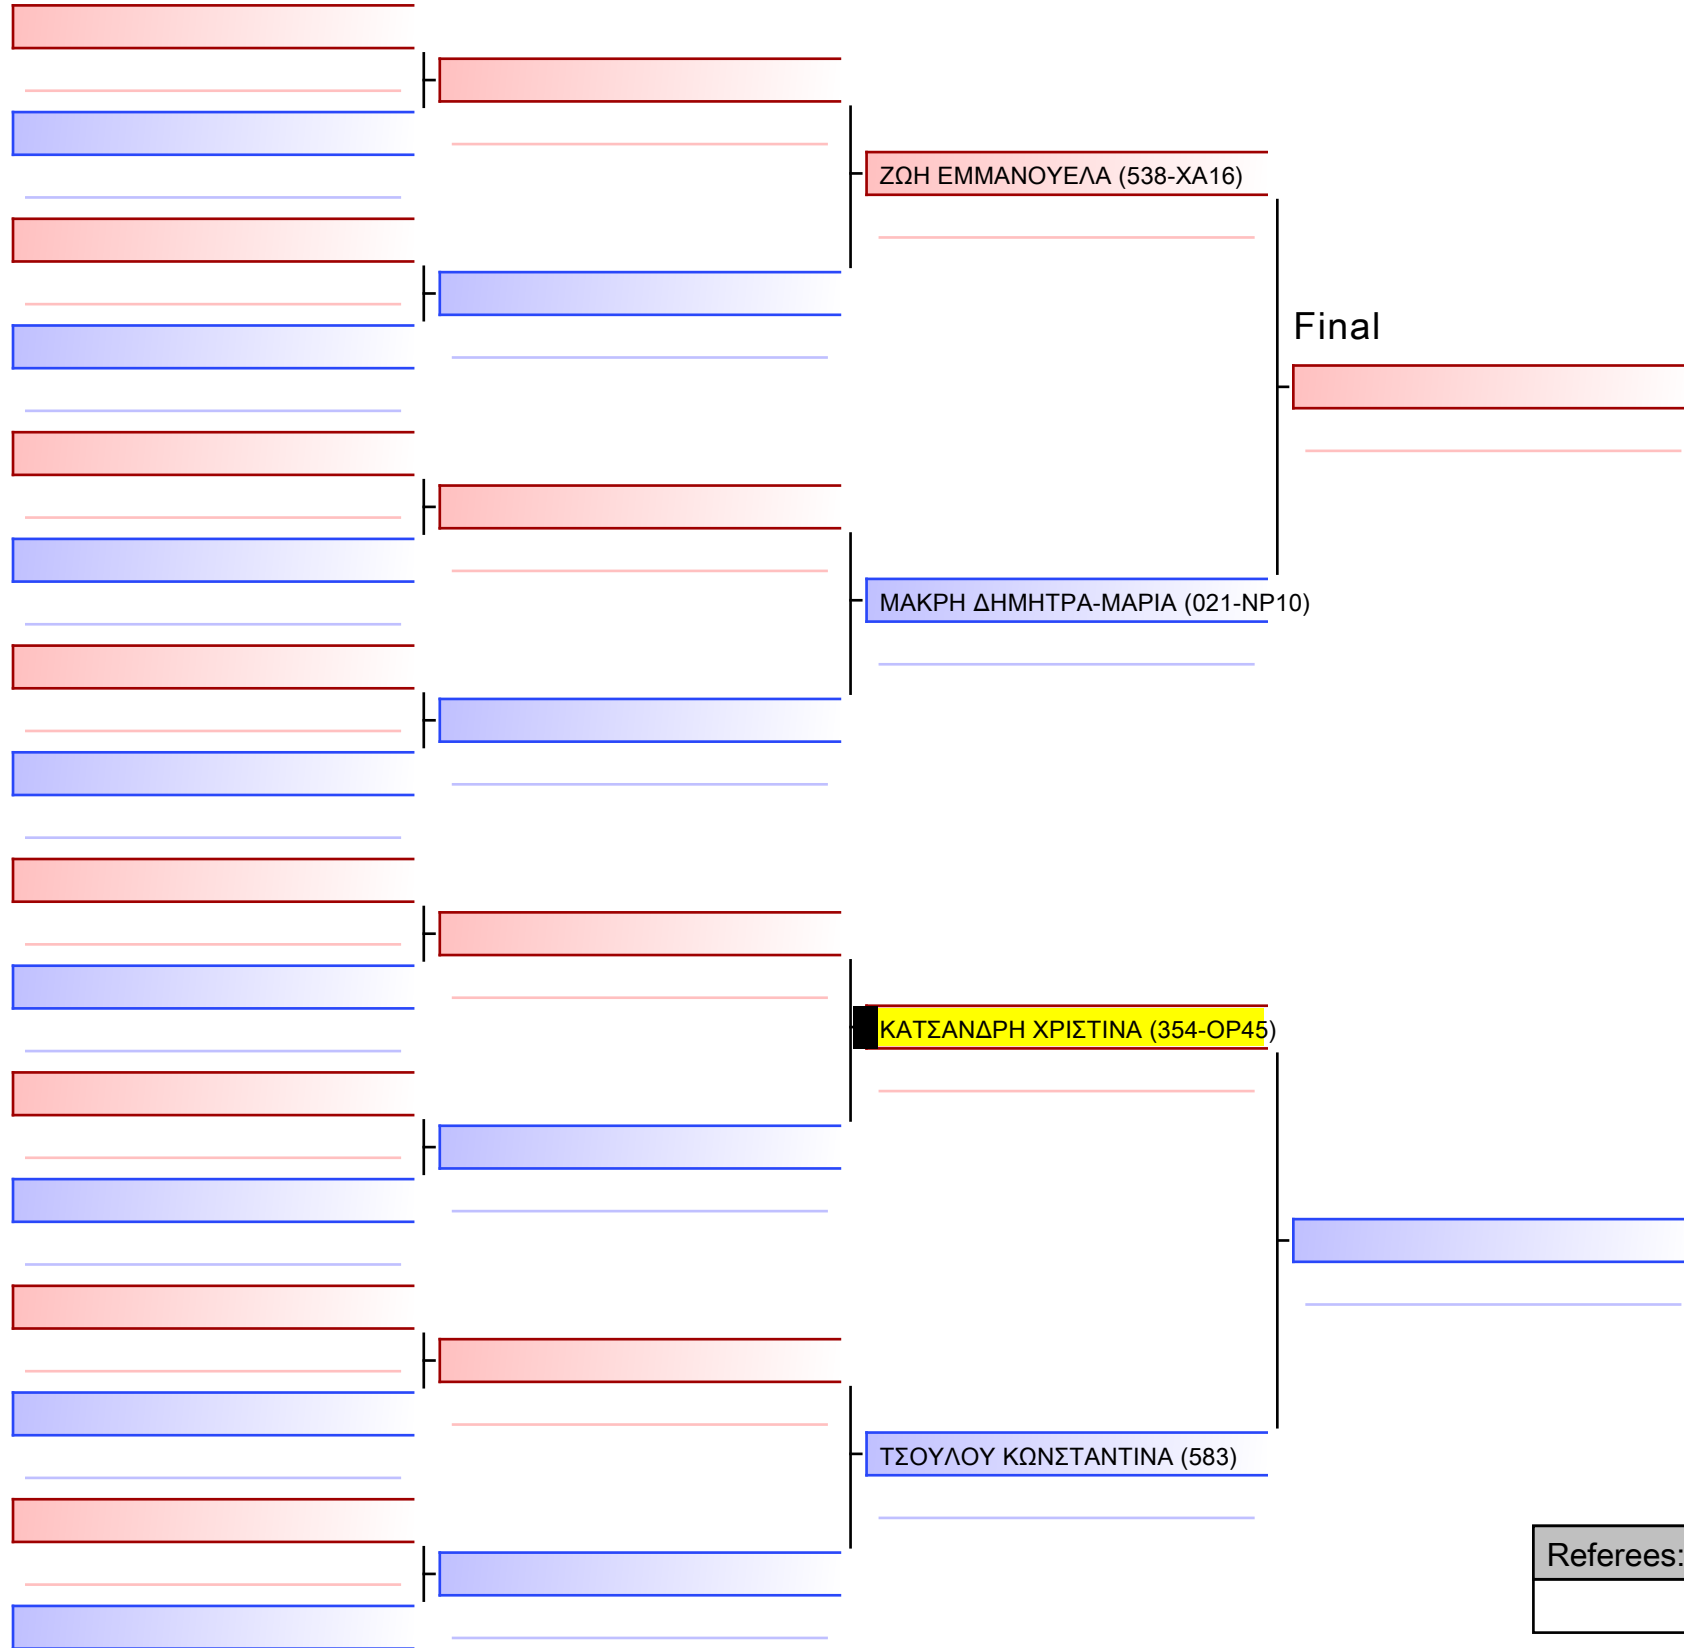 ΖΩΗ ΕΜΜΑΝΟΥΕΛΑ (538-ΧΑ16)
Final
ΜΑΚΡΗ ΔΗΜΗΤΡΑ-ΜΑΡΙΑ (021-ΝΡ10)
ΚΑΤΣΑΝΔΡΗ ΧΡΙΣΤΙΝΑ (354-ΟΡ45)
ΤΣΟΥΛΟΥ ΚΩΝΣΤΑΝΤΙΝΑ (583)
Referees: